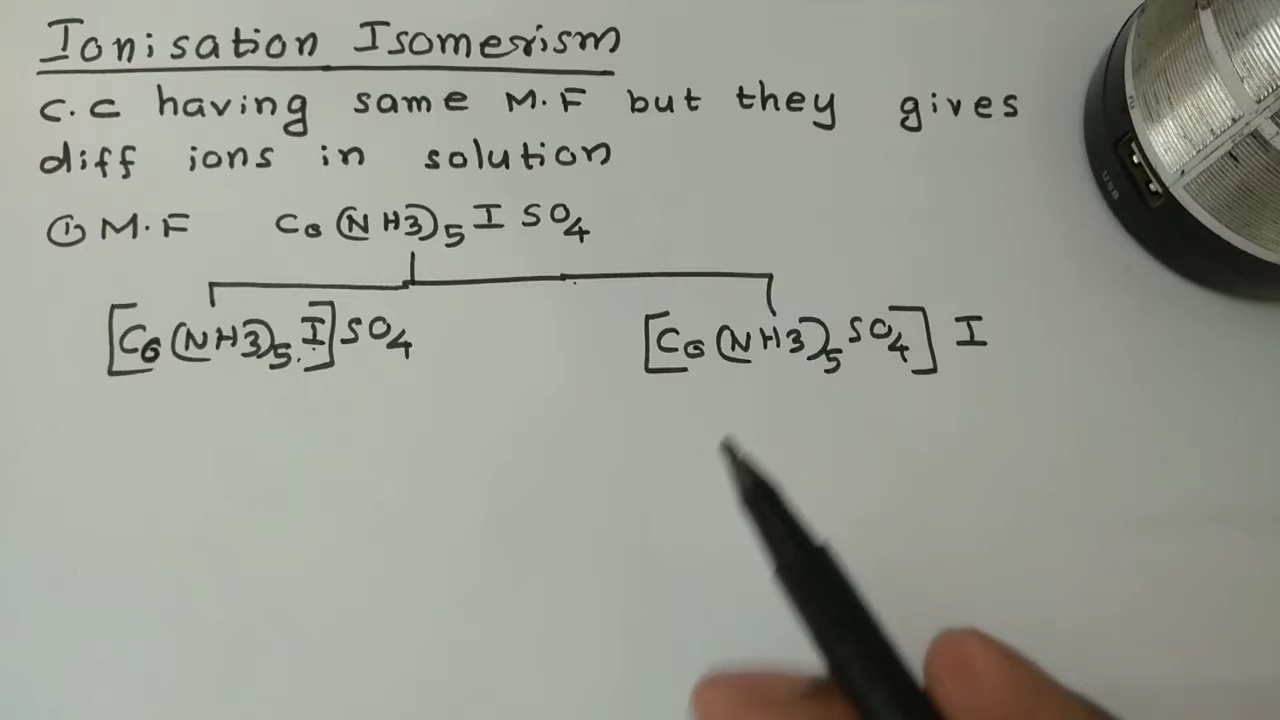 Ionisation Isomerism
C.C having same M.F but they gives
diff ions in solution
① M.F Co(NH3)5 I SO4
[Co(NH3)5 I] SO4 [Co(NH3)5 SO4] I
USB